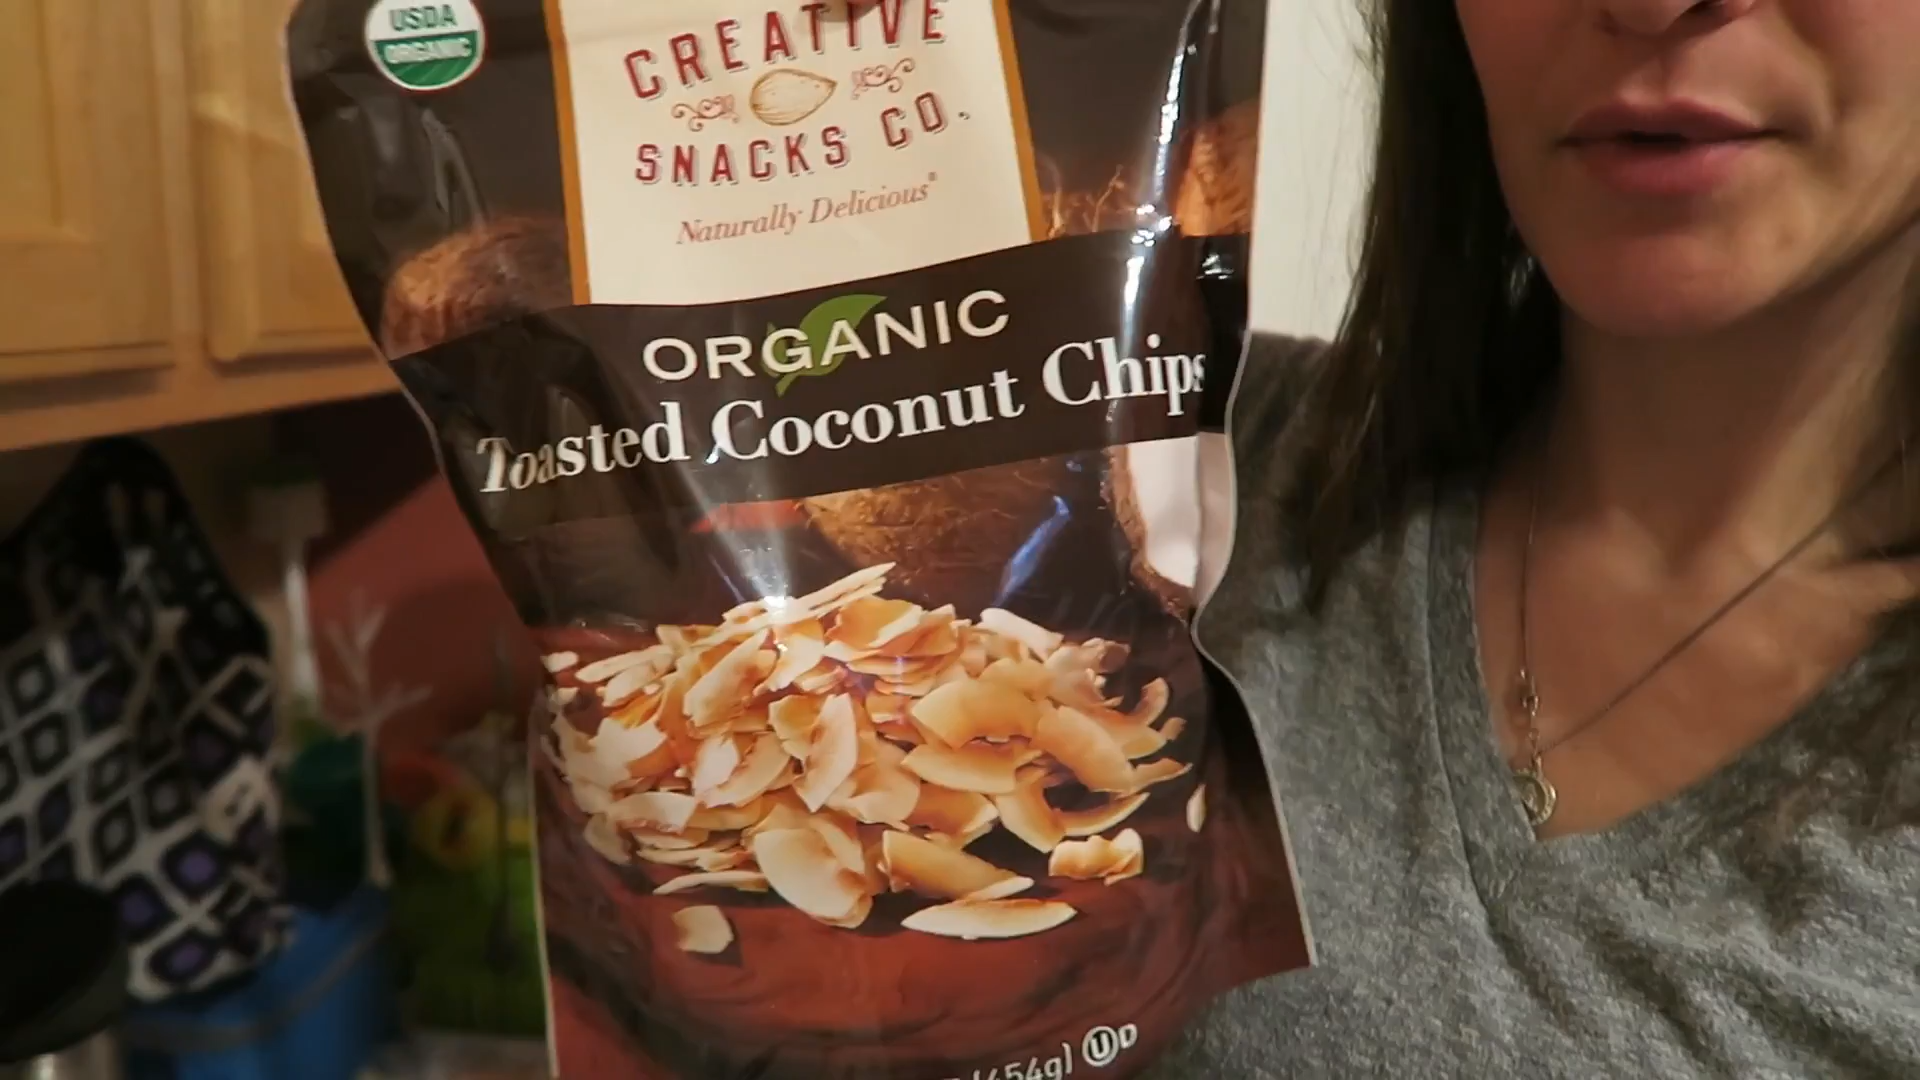 USDA
ORGANIC
CREATIVE
SNACKS CO.
Naturally Delicious®
ORGANIC
Toasted Coconut Chips
(454g) U D